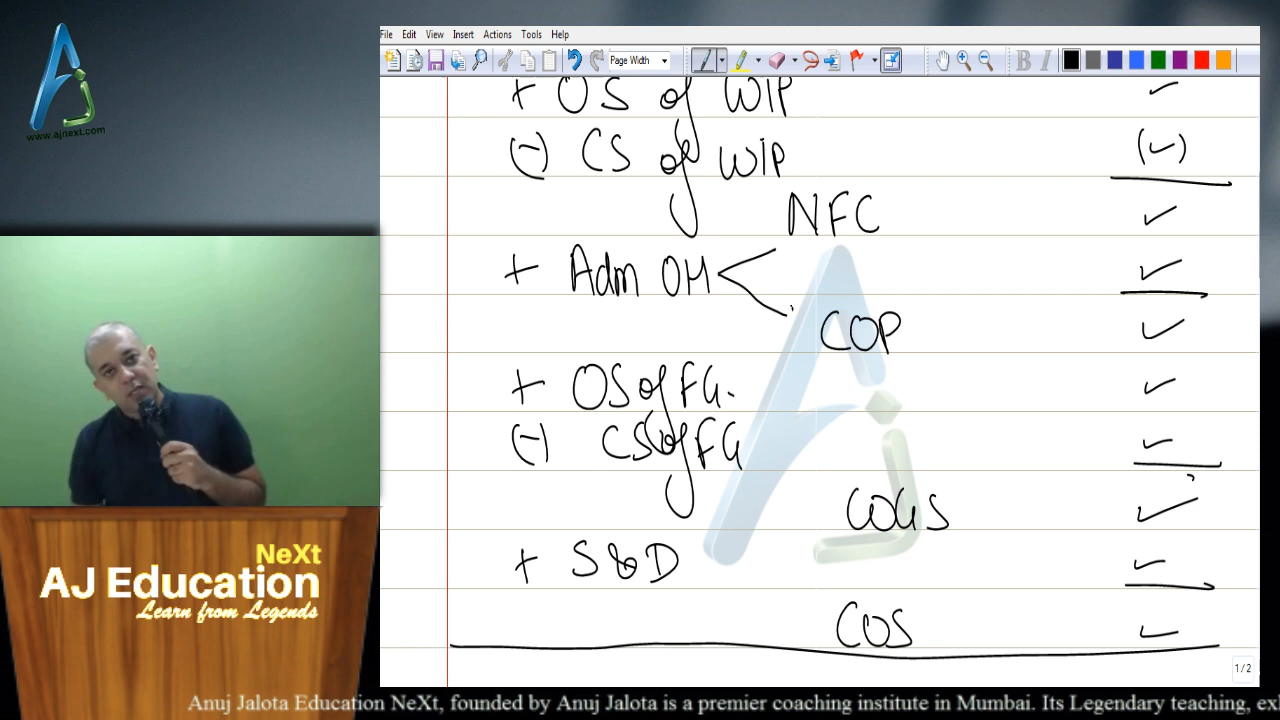 www.ajnext.com
File Edit View Insert Actions Tools Help
Page Width
B I
+ OS of WIP ✓
(-) CS of WIP (✓)
NFC ✓
+ Adm OH ✓
COP ✓
+ OS of FG. ✓
(-) CS of FG ✓
COGS ✓
+ S & D ✓
COS ✓
1/2
NeXt
AJ Education
Learn from Legends
Anuj Jalota Education NeXt, founded by Anuj Jalota is a premier coaching institute in Mumbai. Its Legendary teaching, ex